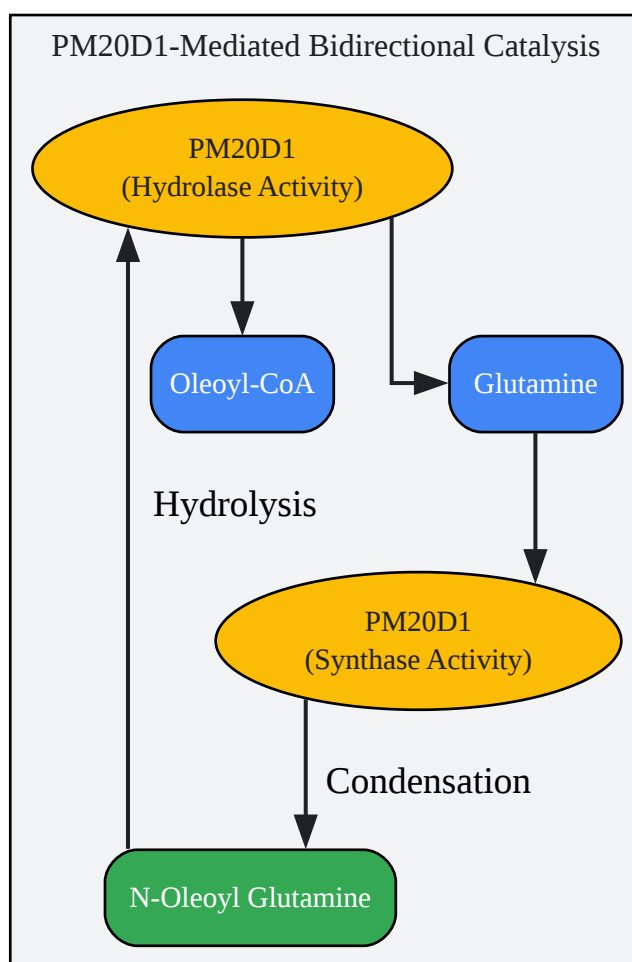 PM20D1-Mediated Bidirectional Catalysis
PM20D1
(Hydrolase Activity)
Oleoyl-CoA
Glutamine
Hydrolysis
PM20D1
(Synthase Activity)
Condensation
N-Oleoyl Glutamine